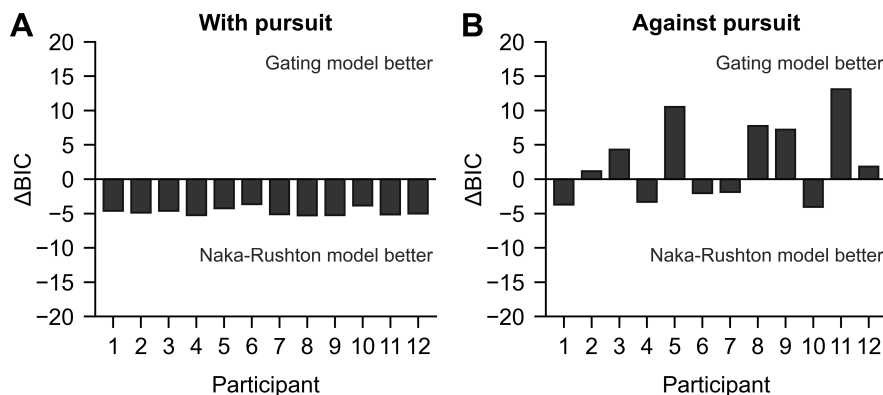 A
With pursuit
20
15
10
5
0
−5
−10
−15
−20
ΔBIC
Gating model better
Naka-Rushton model better
1 2 3 4 5 6 7 8 9 10 11 12
Participant
B
Against pursuit
20
15
10
5
0
−5
−10
−15
−20
ΔBIC
Gating model better
Naka-Rushton model better
1 2 3 4 5 6 7 8 9 10 11 12
Participant